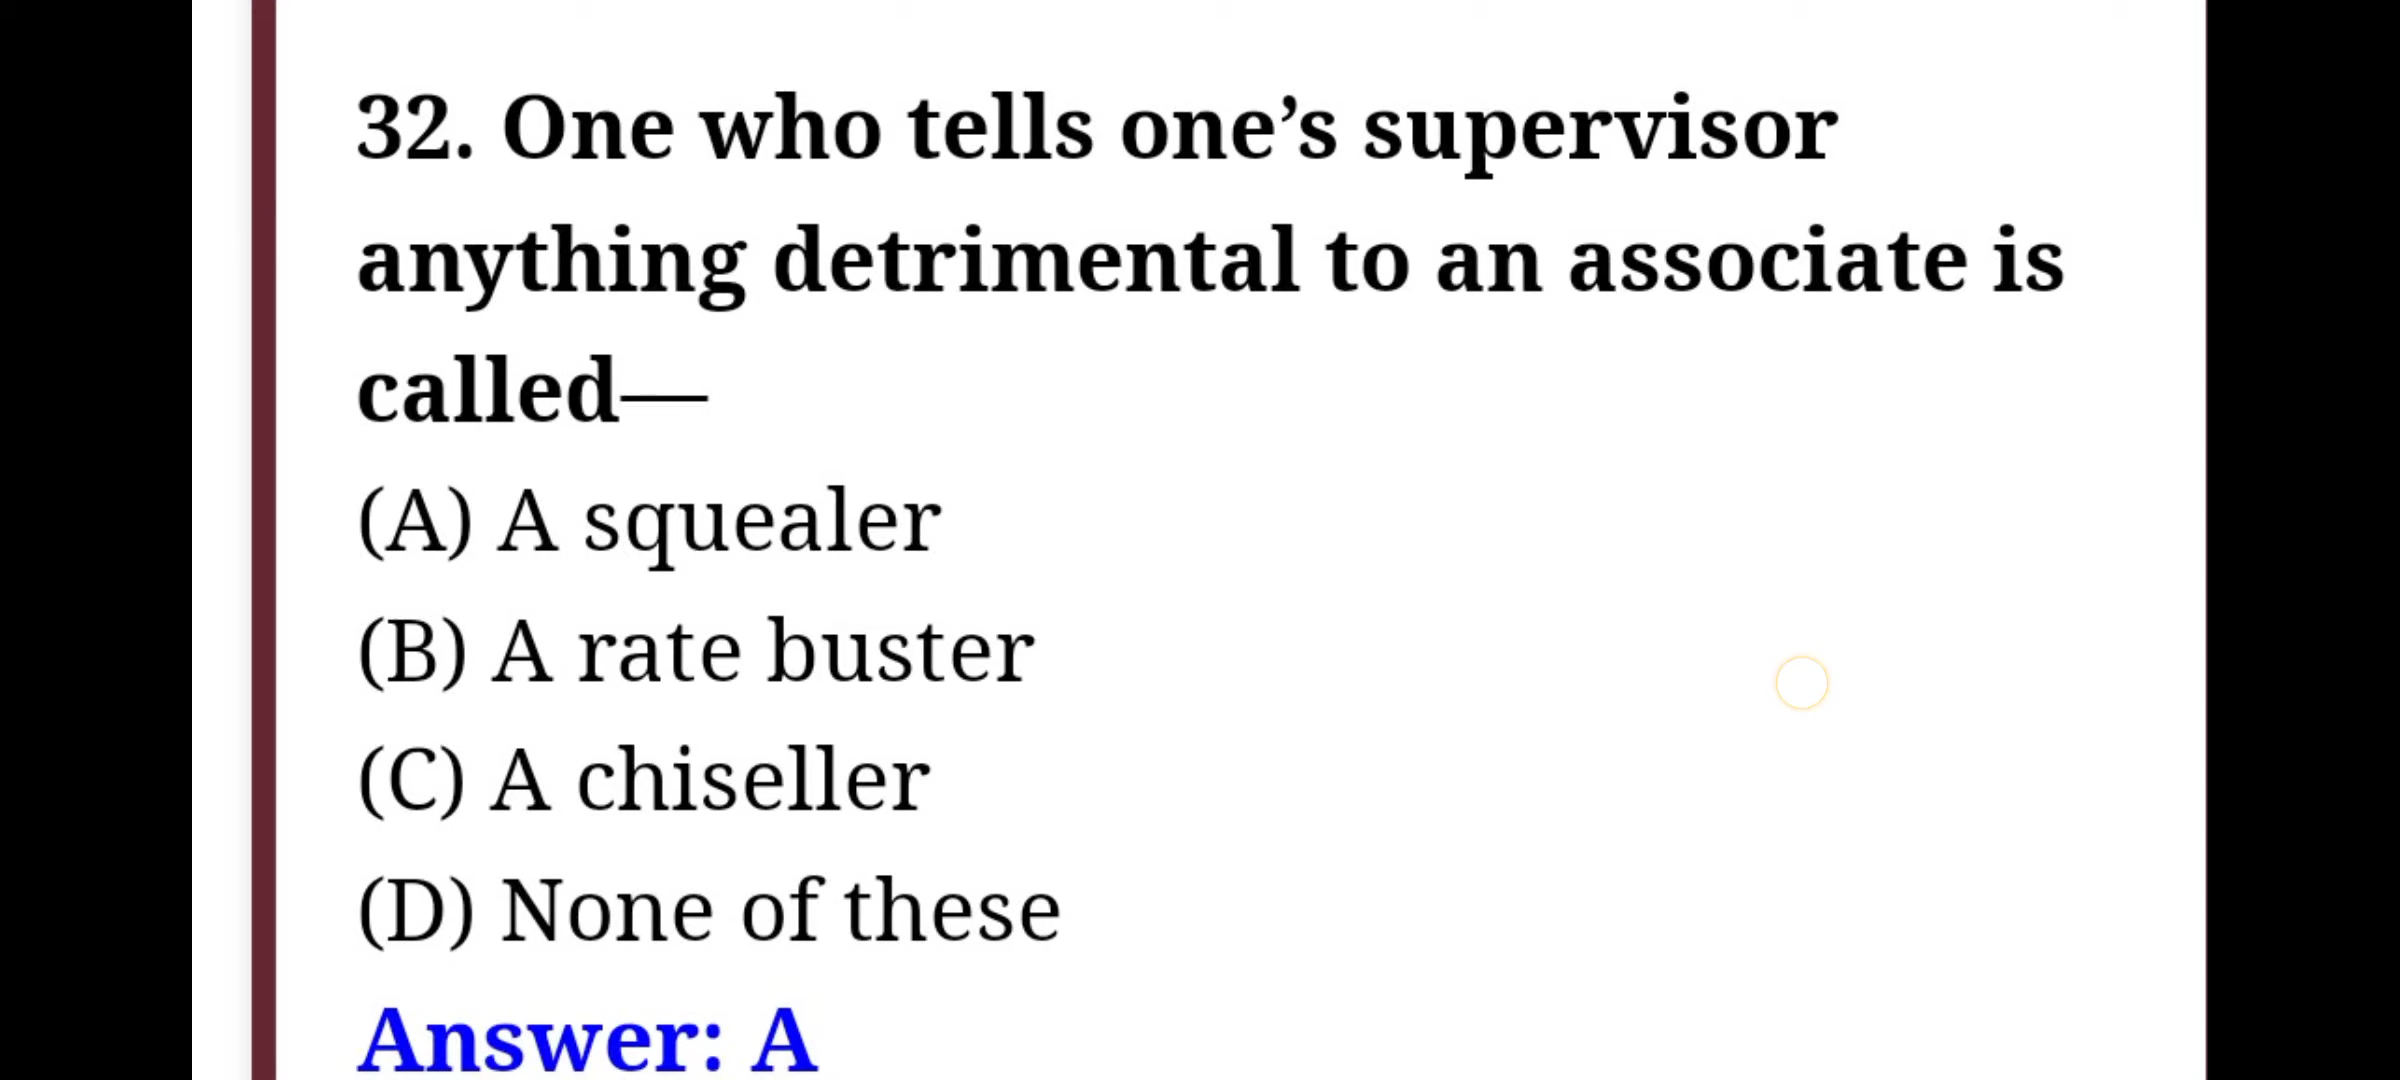 32. One who tells one’s supervisor
anything detrimental to an associate is
called—
(A) A squealer
(B) A rate buster
(C) A chiseller
(D) None of these
Answer: A